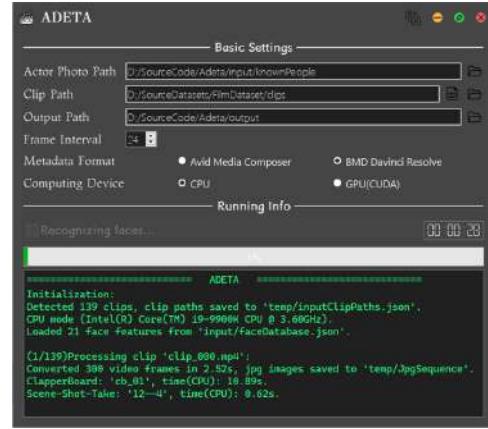 ADETA
Basic Settings
Actor Photo Path D:/SourceCode/Adeta/input/knownPeople
Clip Path D:/SourceDatasets/FilmDataset/clips
Output Path D:/SourceCode/Adeta/output
Frame Interval 24
Metadata Format Avid Media Composer BMD Davinci Resolve
Computing Device CPU GPU(CUDA)
Running Info
Recognizing faces... 00:00:28
============================ ADETA ============================
Initialization:
Detected 139 clips, clip paths saved to 'temp/inputClipPaths.json'.
CPU mode (Intel(R) Core(TM) i9-9900K CPU @ 3.60GHz).
Loaded 21 face features from 'input/faceDatabase.json'.
(1/139)Processing clip 'clip_000.mp4':
Converted 300 video frames in 2.52s, jpg images saved to 'temp/JpgSequence'.
ClapperBoard: 'cb_01', time(CPU): 10.89s.
Scene-Shot-Take: '12--4', time(CPU): 0.62s.